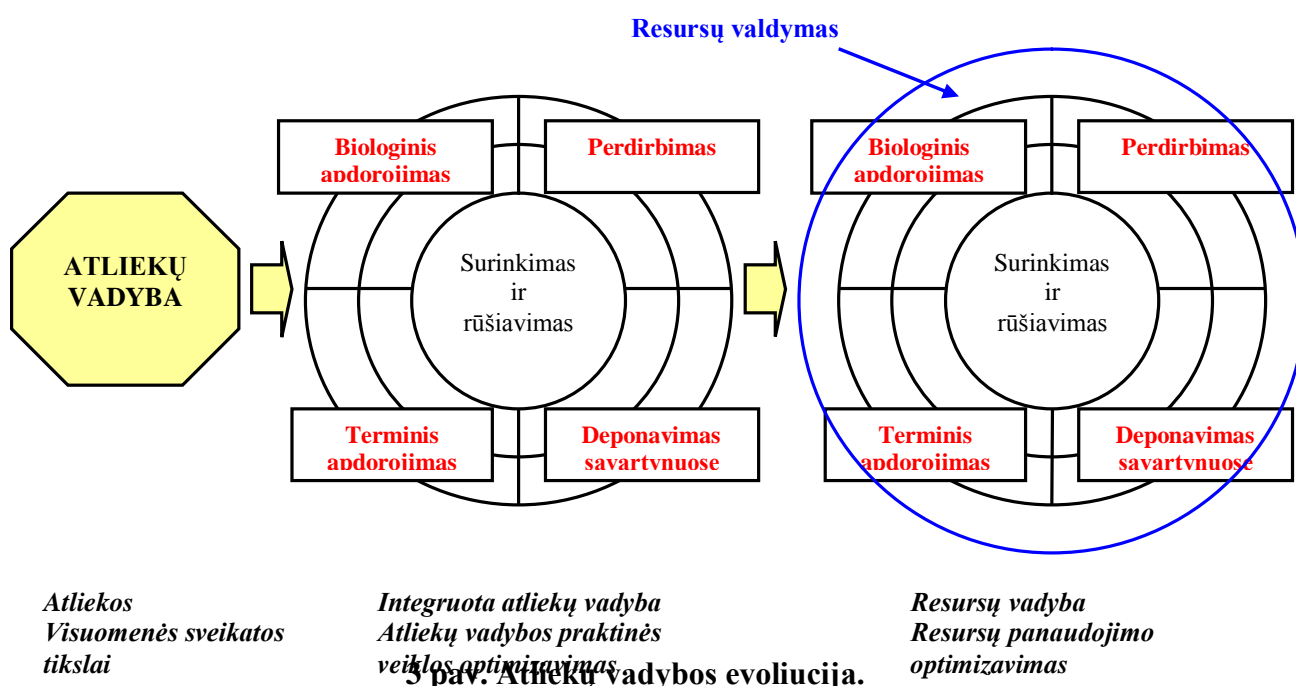 Resursų valdymas
ATLIEKŲ
VADYBA
Biologinis
apdorojimas
Perdirbimas
Surinkimas
ir
rūšiavimas
Terminis
apdorojimas
Deponavimas
savartynuose
Biologinis
apdorojimas
Perdirbimas
Surinkimas
ir
rūšiavimas
Terminis
apdorojimas
Deponavimas
savartynuose
Atliekos
Visuomenės sveikatos
tikslai
Integruota atliekų vadyba
Atliekų vadybos praktinės
veiklos optimizavimas
Resursų vadyba
Resursų panaudojimo
optimizavimas
3 pav. Atliekų vadybos evoliucija.